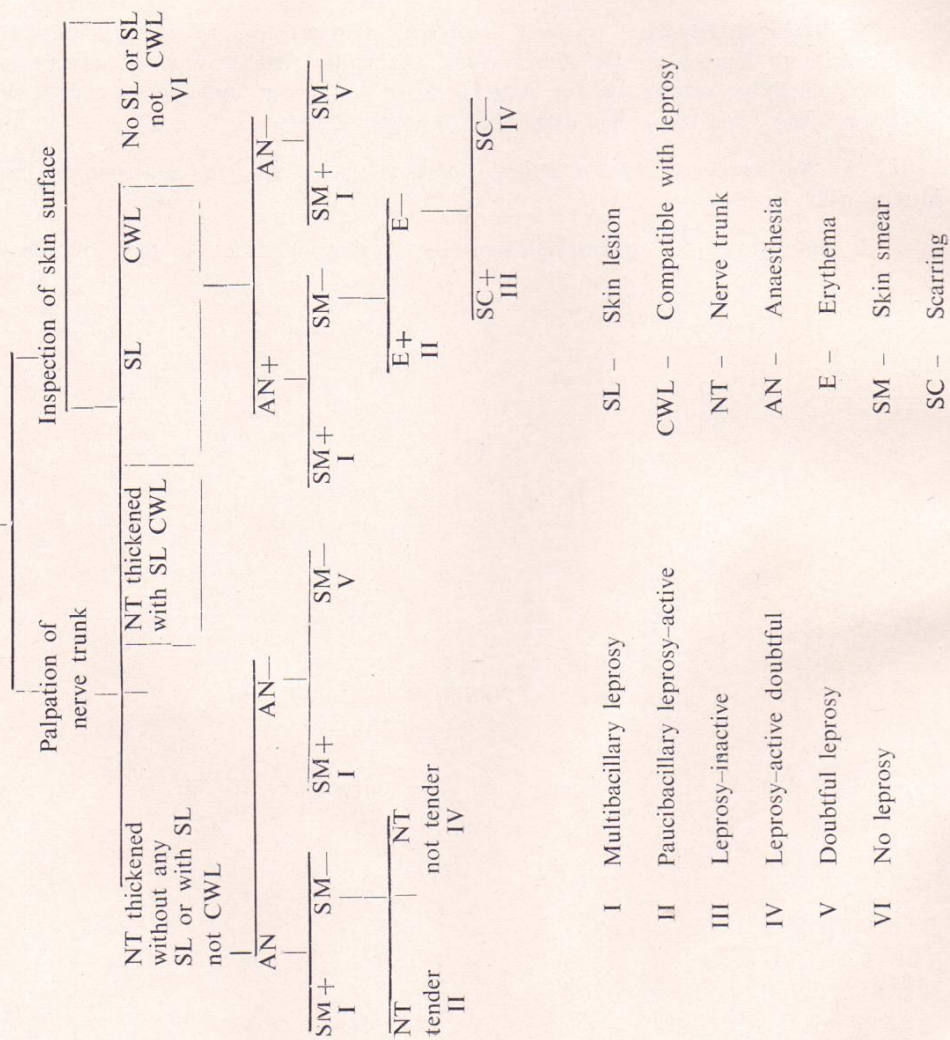 Palpation of
nerve trunk
Inspection of skin surface
NT thickened
without any
SL or with SL
not CWL
NT thickened
with SL CWL
SL CWL
No SL or SL
not CWL
VI
AN
AN—
AN+
AN—
SM+
I
SM—
SM+
I
SM—
V
SM+
I
SM—
SM+
I
SM—
V
NT
tender
II
NT
not tender
IV
E+
II
E—
SC+
III
SC—
IV
I Multibacillary leprosy
II Paucibacillary leprosy–active
III Leprosy–inactive
IV Leprosy–active doubtful
V Doubtful leprosy
VI No leprosy
SL – Skin lesion
CWL – Compatible with leprosy
NT – Nerve trunk
AN – Anaesthesia
E – Erythema
SM – Skin smear
SC – Scarring